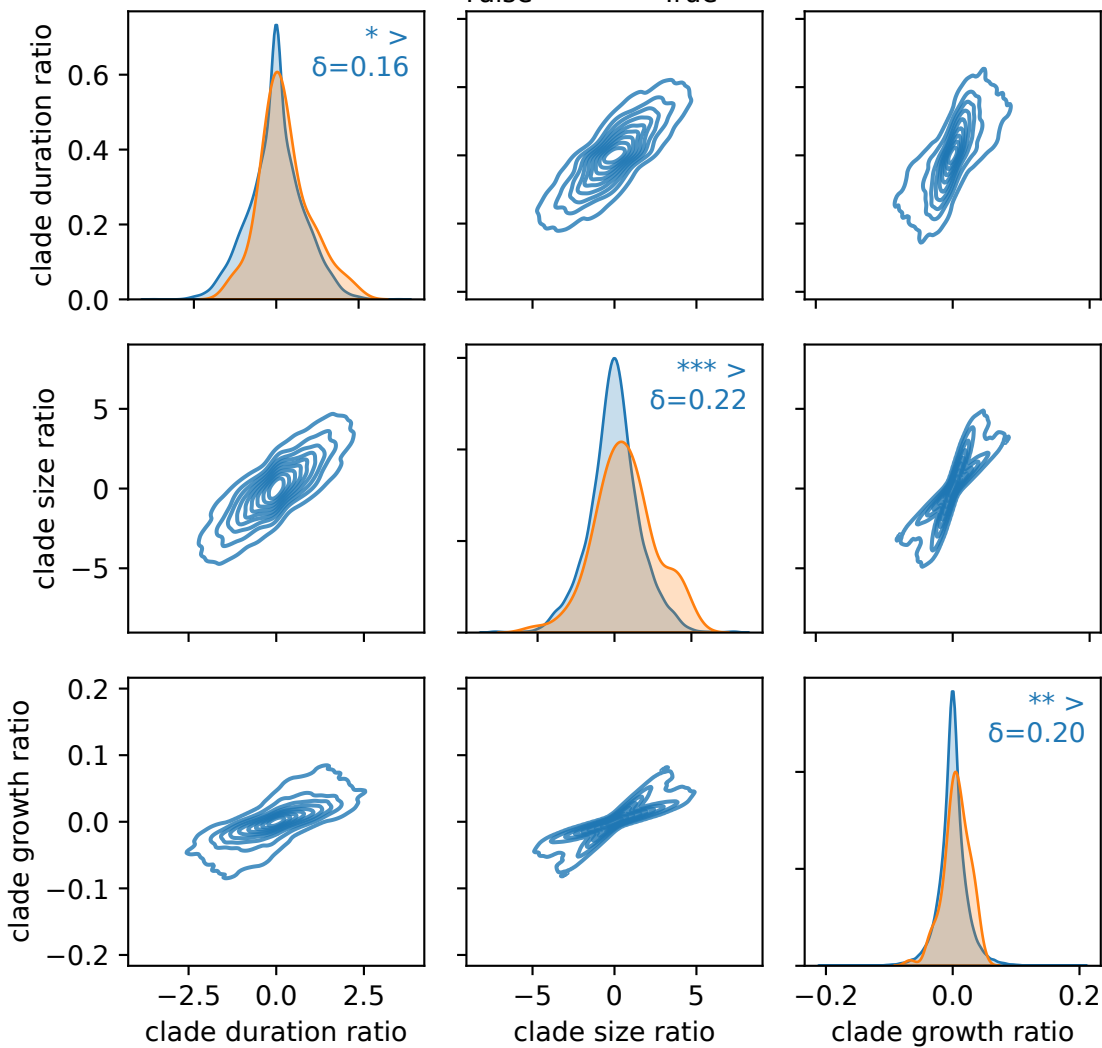 False True
clade duration ratio
0.6
0.4
0.2
0.0
* >
δ=0.16
clade size ratio
5
0
−5
*** >
δ=0.22
clade growth ratio
0.2
0.1
0.0
−0.1
−0.2
** >
δ=0.20
−2.5 0.0 2.5
−5 0 5
−0.2 0.0 0.2
clade duration ratio
clade size ratio
clade growth ratio